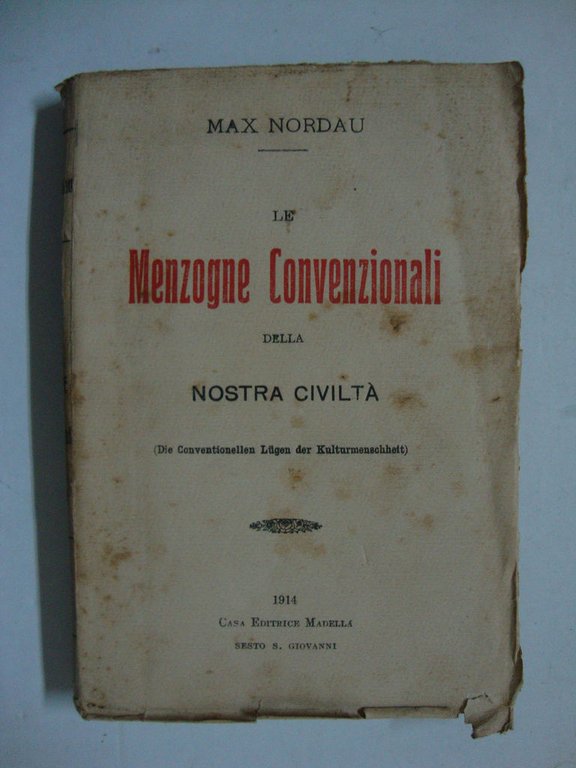 MAX NORDAU
LE
Menzogne Convenzionali
DELLA
NOSTRA CIVILTÀ
(Die Conventionellen Lügen der Kulturmenschheit)
1914
CASA EDITRICE MADELLA
SESTO S. GIOVANNI